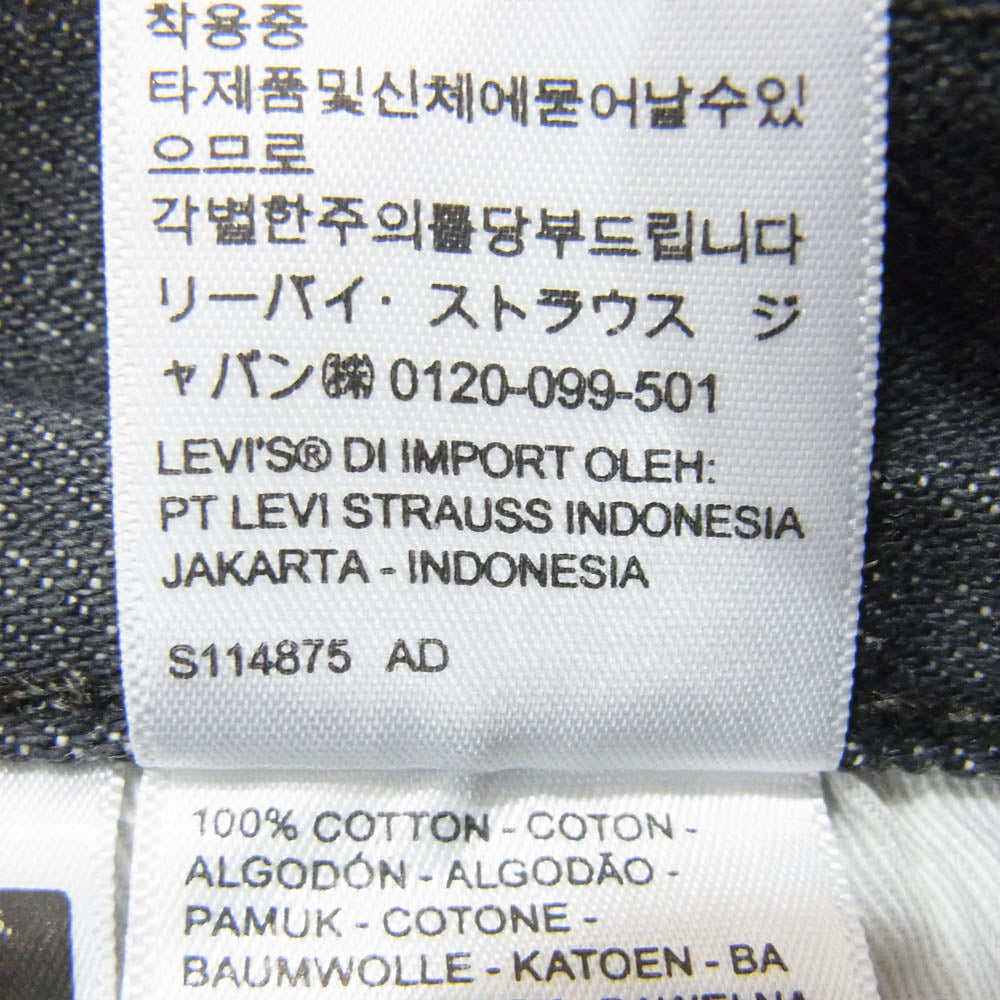 착용중
타제품및신체에묻어날수있
으므로
각별한주의를당부드립니다
リーバイ・ストラウス ジ
ャパン㈱ 0120-099-501
LEVI'S® DI IMPORT OLEH:
PT LEVI STRAUSS INDONESIA
JAKARTA - INDONESIA
S114875 AD
100% COTTON - COTON -
ALGODÓN - ALGODÃO -
PAMUK - COTONE -
BAUMWOLLE - KATOEN - BA